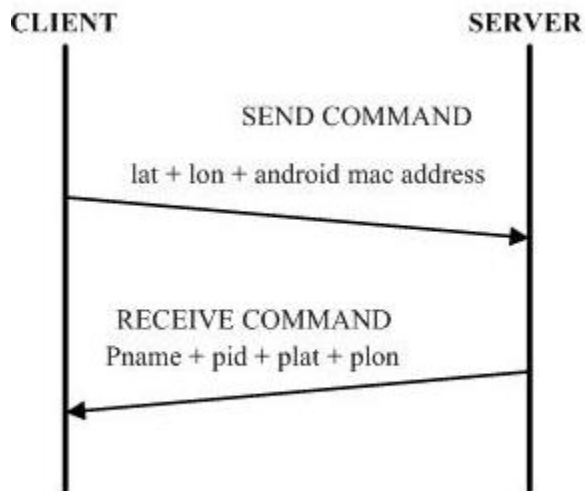 CLIENT
SERVER
SEND COMMAND
lat + lon + android mac address
RECEIVE COMMAND
Pname + pid + plat + plon